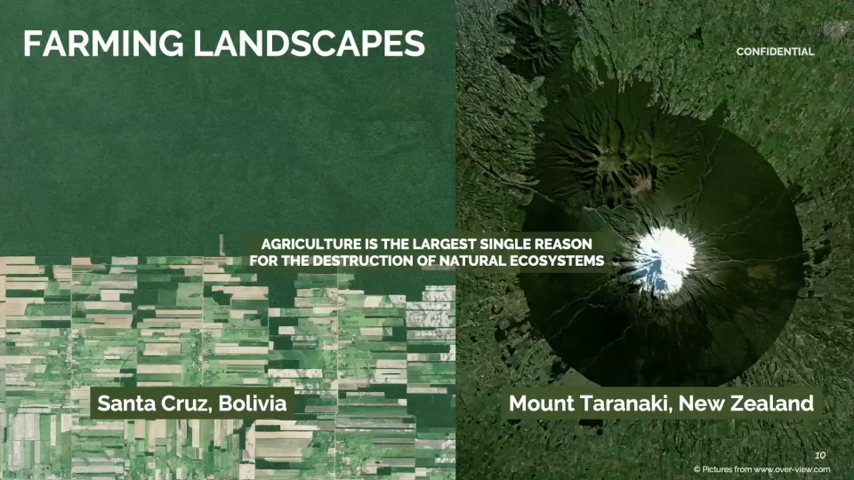 FARMING LANDSCAPES
CONFIDENTIAL
AGRICULTURE IS THE LARGEST SINGLE REASON
FOR THE DESTRUCTION OF NATURAL ECOSYSTEMS
Santa Cruz, Bolivia
Mount Taranaki, New Zealand
10
© Pictures from www.over-view.com